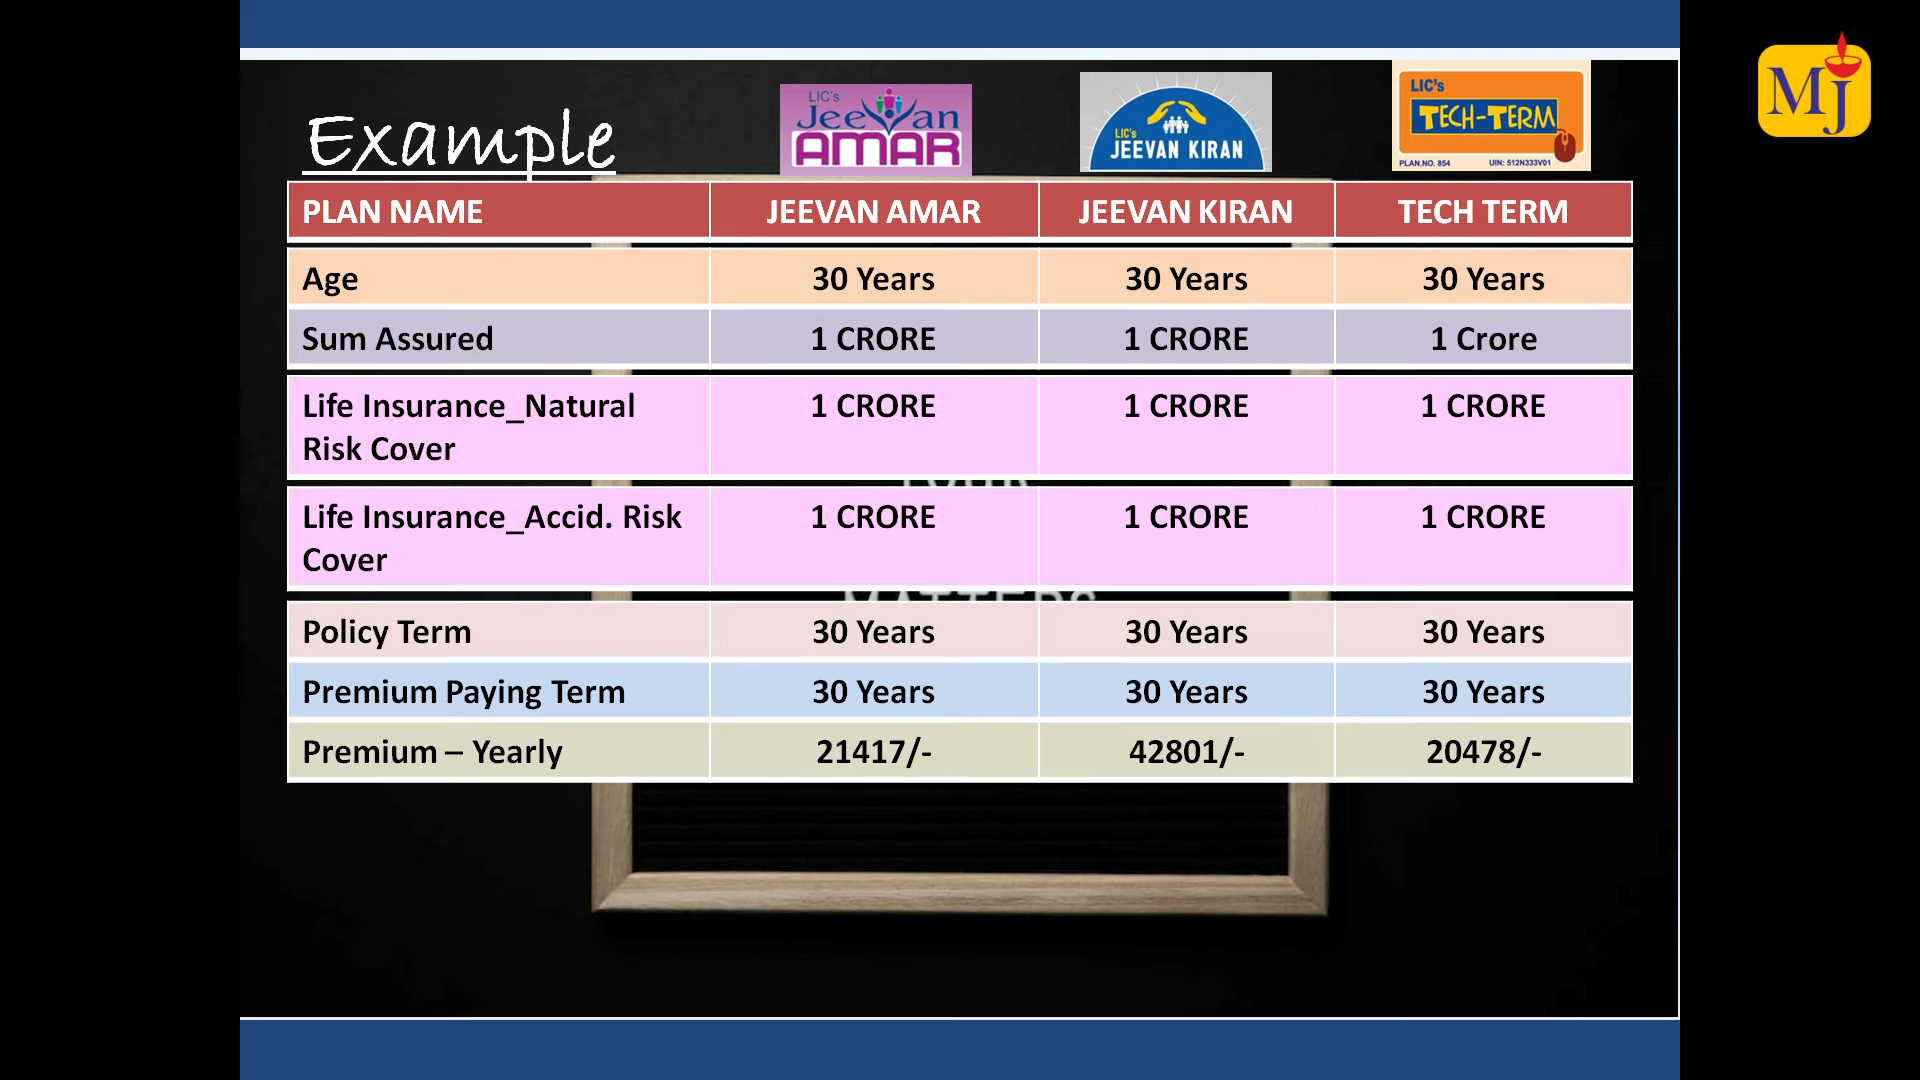 MJ
LIC's
Jeevan
AMAR
LIC's
JEEVAN KIRAN
LIC's
TECH-TERM
PLAN.NO. 854 UIN: 512N333V01
Example
PLAN NAME JEEVAN AMAR JEEVAN KIRAN TECH TERM
Age 30 Years 30 Years 30 Years
Sum Assured 1 CRORE 1 CRORE 1 Crore
Life Insurance_Natural 1 CRORE 1 CRORE 1 CRORE
Risk Cover
Life Insurance_Accid. Risk 1 CRORE 1 CRORE 1 CRORE
Cover
Policy Term 30 Years 30 Years 30 Years
Premium Paying Term 30 Years 30 Years 30 Years
Premium – Yearly 21417/- 42801/- 20478/-